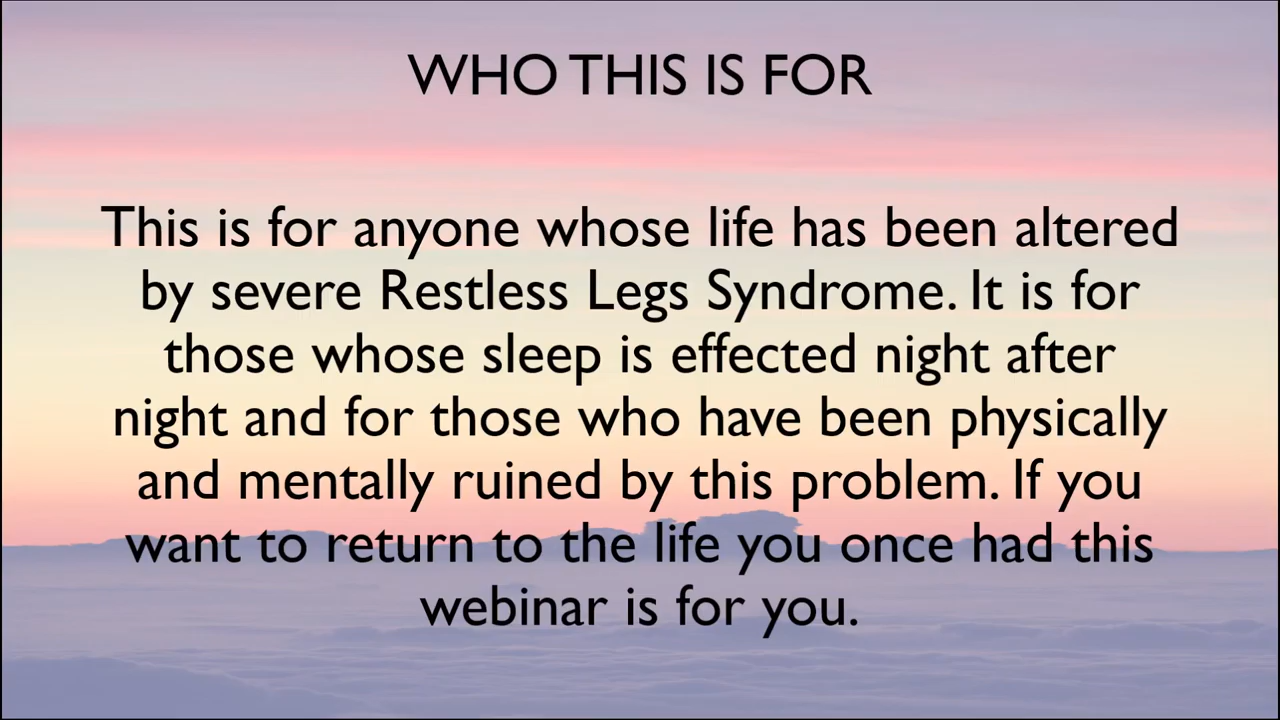 WHO THIS IS FOR
This is for anyone whose life has been altered
by severe Restless Legs Syndrome. It is for
those whose sleep is effected night after
night and for those who have been physically
and mentally ruined by this problem. If you
want to return to the life you once had this
webinar is for you.